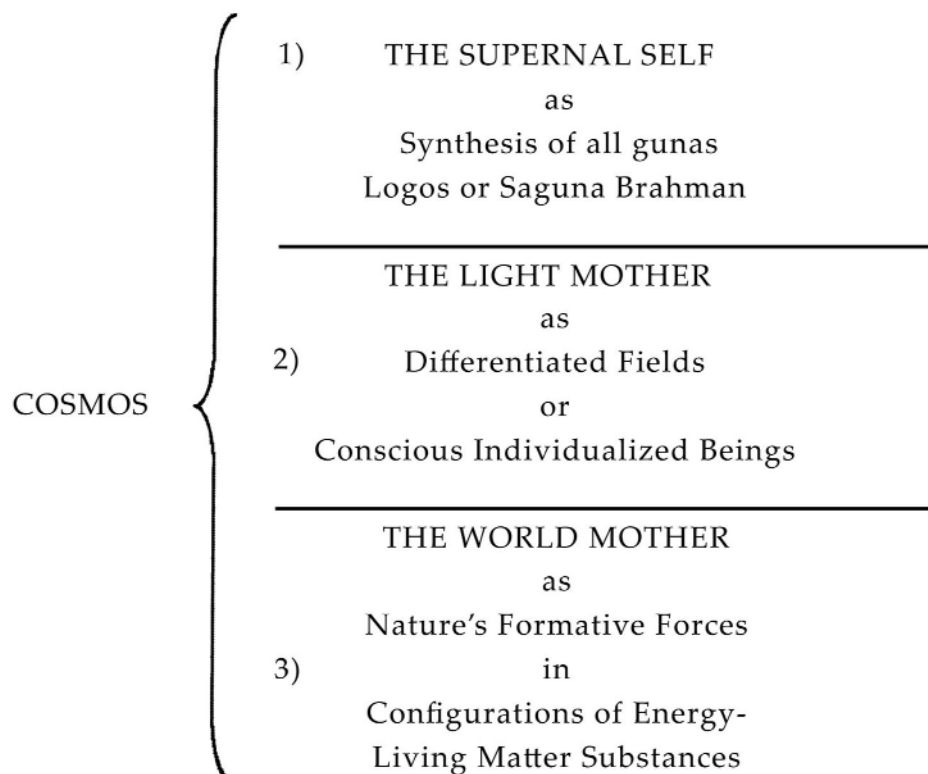 1) THE SUPERNAL SELF
as
Synthesis of all gunas
Logos or Saguna Brahman
THE LIGHT MOTHER
as
2) Differentiated Fields
or
COSMOS
Conscious Individualized Beings
THE WORLD MOTHER
as
Nature's Formative Forces
3) in
Configurations of Energy-
Living Matter Substances